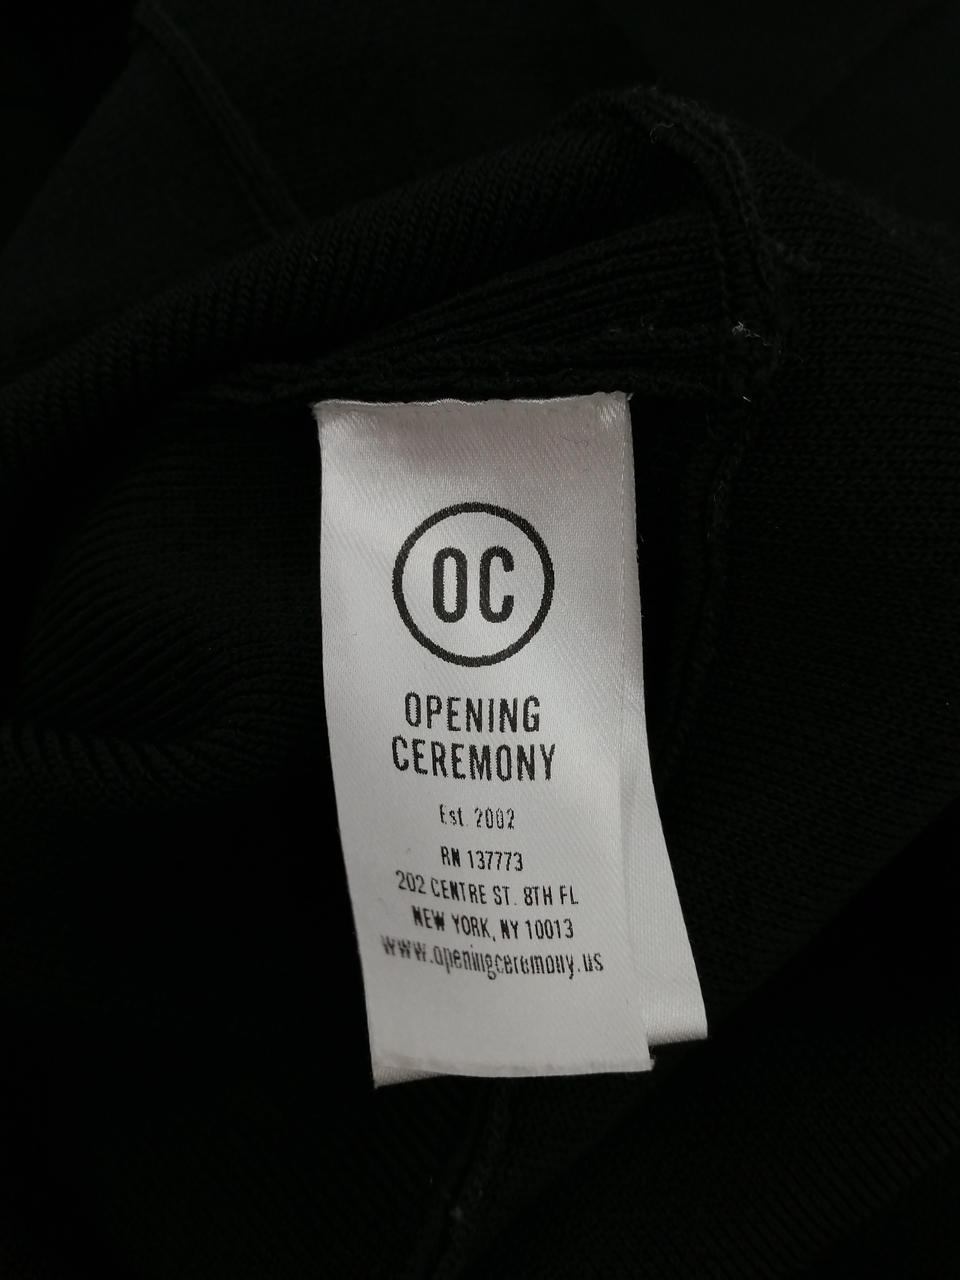 OC
OPENING
CEREMONY
Est. 2002
RN 137773
202 CENTRE ST. 8TH FL
NEW YORK, NY 10013
www.openingceremony.us